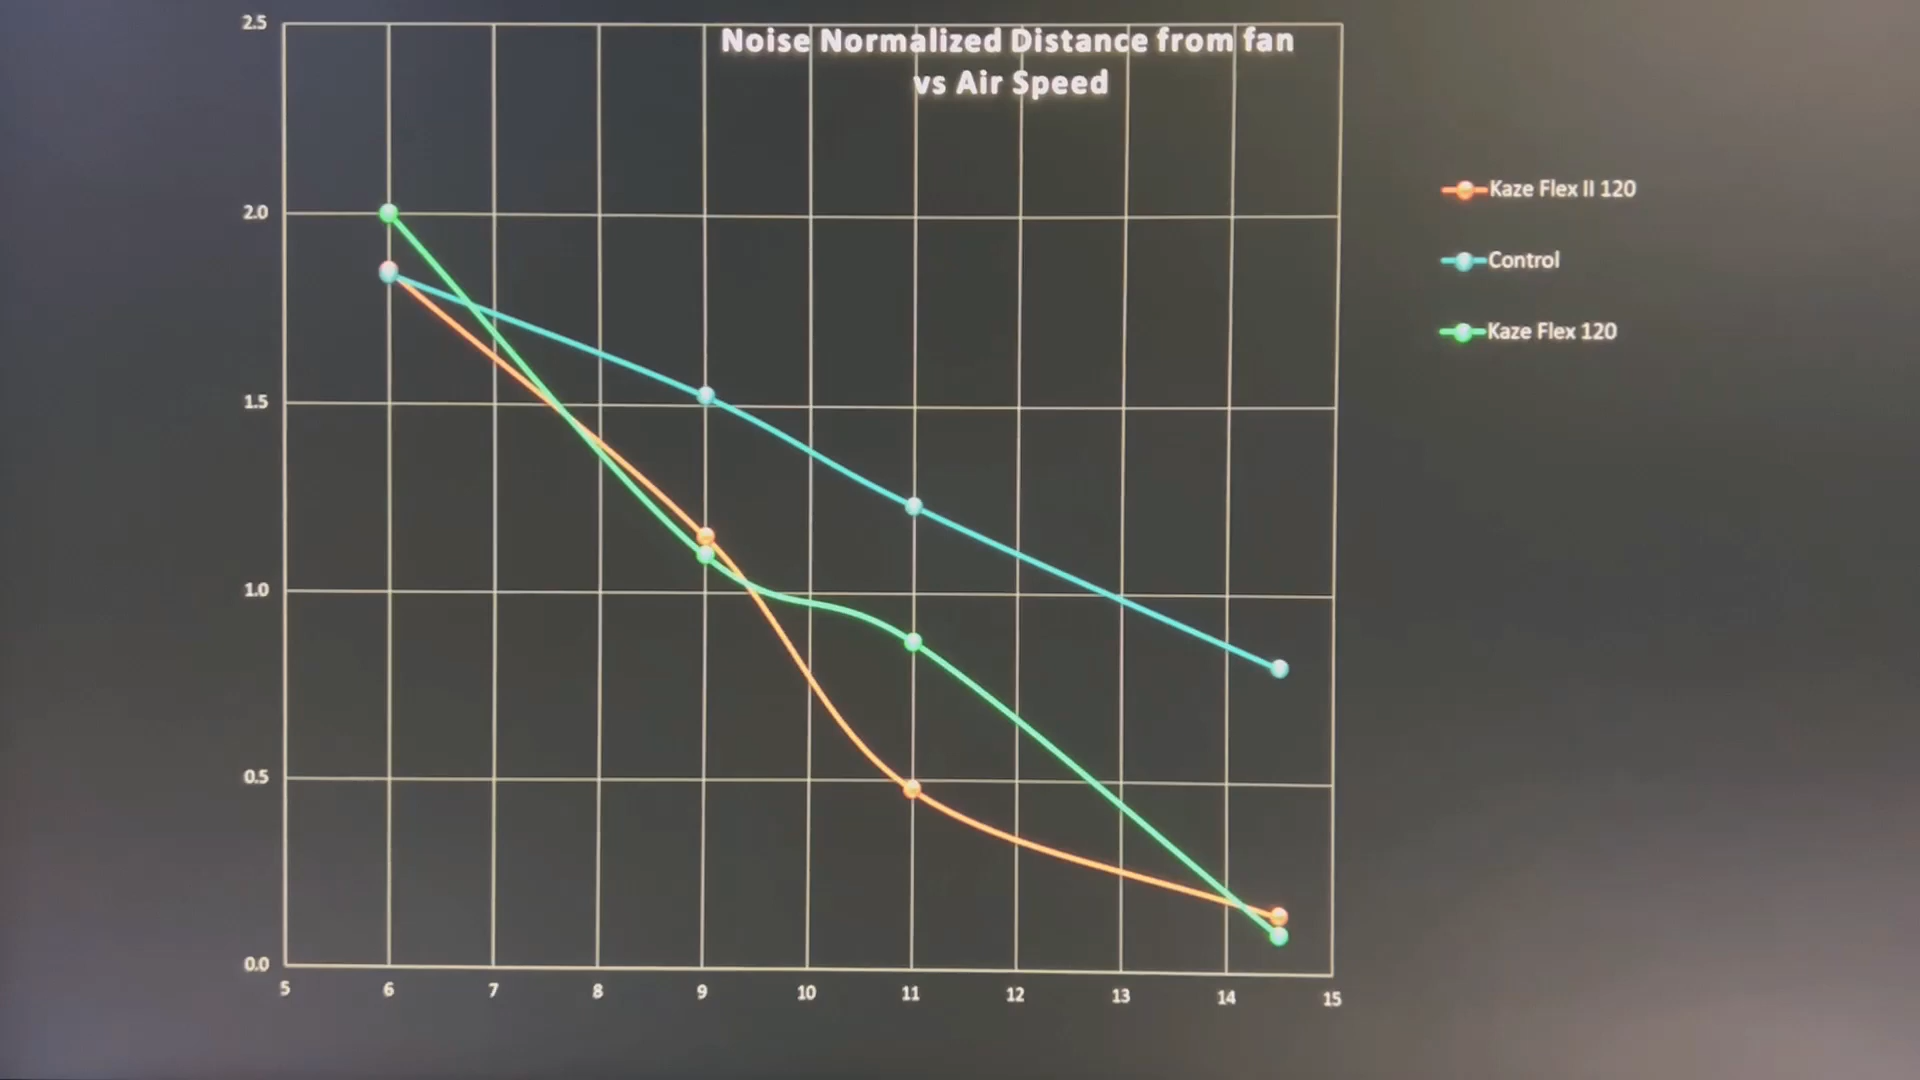 Noise Normalized Distance from fan
vs Air Speed
2.5
2.0
1.5
1.0
0.5
0.0
5 6 7 8 9 10 11 12 13 14 15
Kaze Flex II 120
Control
Kaze Flex 120